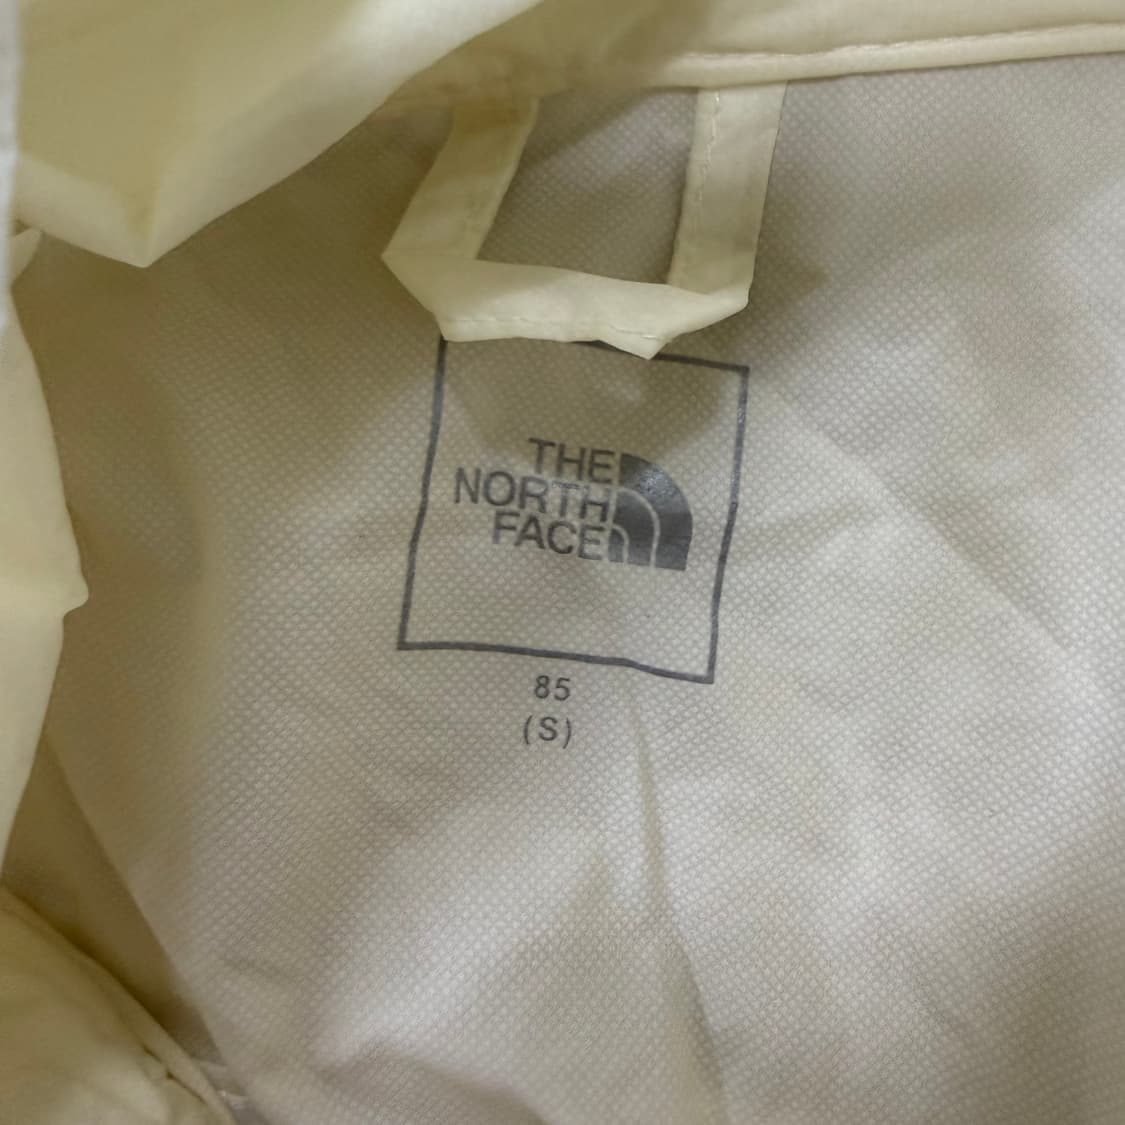 THE
NORTH
FACE
85
(S)